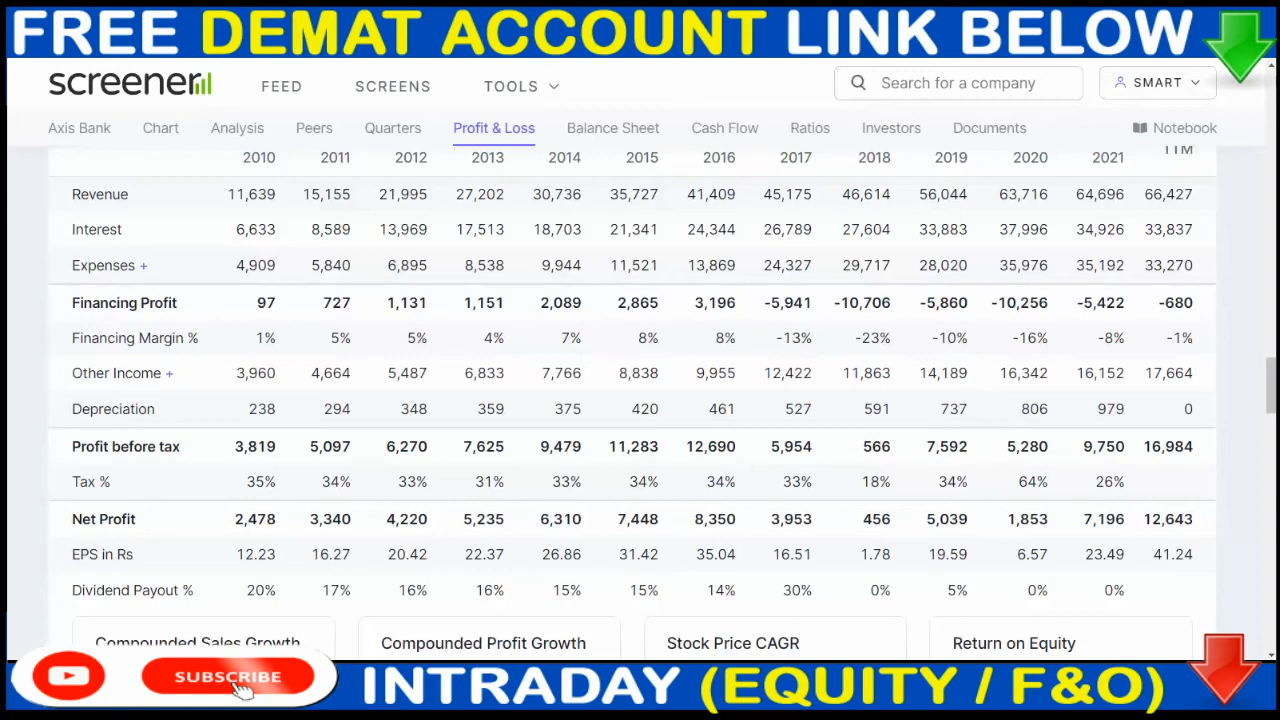 FREE DEMAT ACCOUNT LINK BELOW
screener FEED SCREENS TOOLS Search for a company SMART
Axis Bank Chart Analysis Peers Quarters Profit & Loss Balance Sheet Cash Flow Ratios Investors Documents Notebook
2010 2011 2012 2013 2014 2015 2016 2017 2018 2019 2020 2021 TTM
Revenue 11,639 15,155 21,995 27,202 30,736 35,727 41,409 45,175 46,614 56,044 63,716 64,696 66,427
Interest 6,633 8,589 13,969 17,513 18,703 21,341 24,344 26,789 27,604 33,883 37,996 34,926 33,837
Expenses + 4,909 5,840 6,895 8,538 9,944 11,521 13,869 24,327 29,717 28,020 35,976 35,192 33,270
Financing Profit 97 727 1,131 1,151 2,089 2,865 3,196 -5,941 -10,706 -5,860 -10,256 -5,422 -680
Financing Margin % 1% 5% 5% 4% 7% 8% 8% -13% -23% -10% -16% -8% -1%
Other Income + 3,960 4,664 5,487 6,833 7,766 8,838 9,955 12,422 11,863 14,189 16,342 16,152 17,664
Depreciation 238 294 348 359 375 420 461 527 591 737 806 979 0
Profit before tax 3,819 5,097 6,270 7,625 9,479 11,283 12,690 5,954 566 7,592 5,280 9,750 16,984
Tax % 35% 34% 33% 31% 33% 34% 34% 33% 18% 34% 64% 26%
Net Profit 2,478 3,340 4,220 5,235 6,310 7,448 8,350 3,953 456 5,039 1,853 7,196 12,643
EPS in Rs 12.23 16.27 20.42 22.37 26.86 31.42 35.04 16.51 1.78 19.59 6.57 23.49 41.24
Dividend Payout % 20% 17% 16% 16% 15% 15% 14% 30% 0% 5% 0% 0%
Compounded Sales Growth Compounded Profit Growth Stock Price CAGR Return on Equity
SUBSCRIBE INTRADAY (EQUITY / F&O)